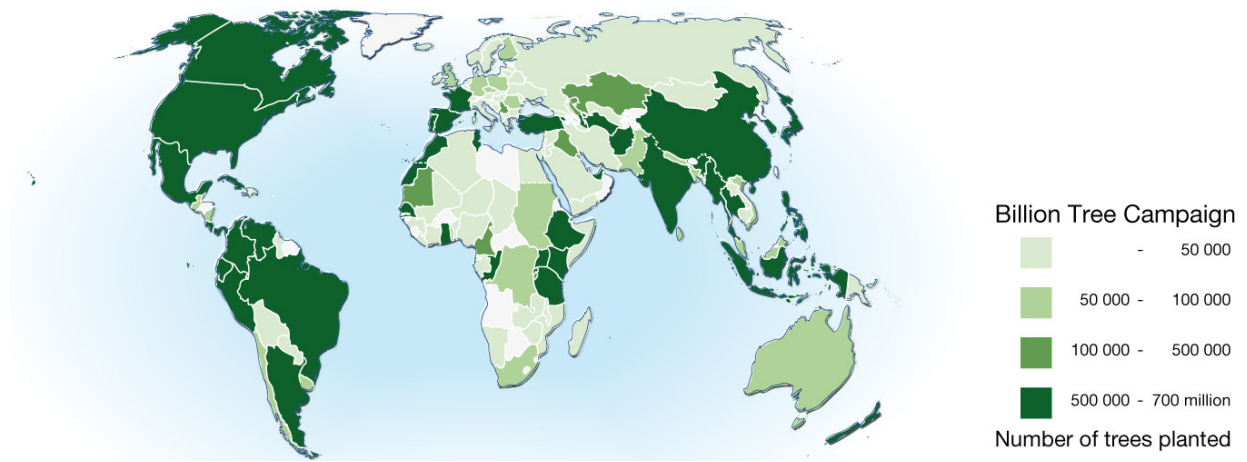 Billion Tree Campaign
- 50 000
50 000 - 100 000
100 000 - 500 000
500 000 - 700 million
Number of trees planted